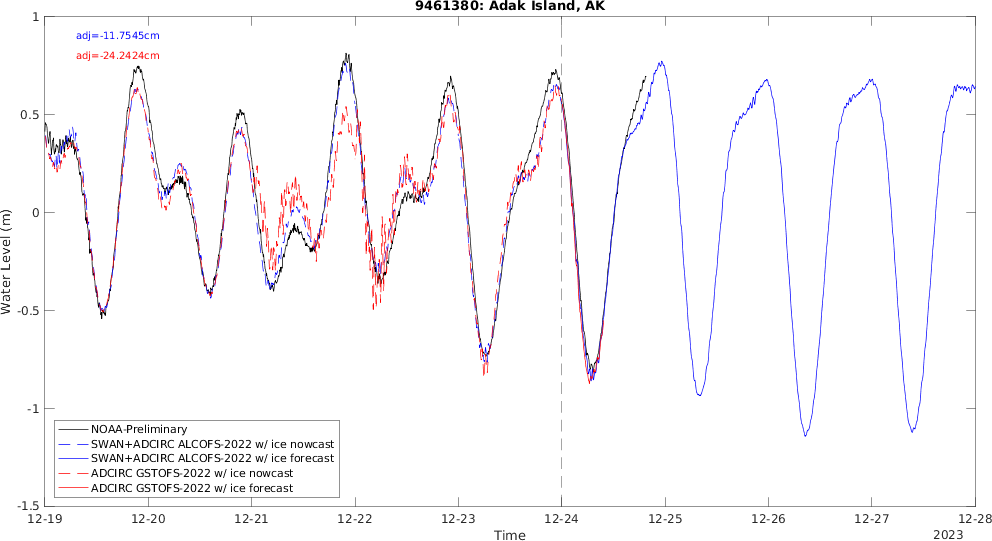 9461380: Adak Island, AK
adj=-11.7545cm
adj=-24.2424cm
Water Level (m)
1
0.5
0
-0.5
-1
-1.5
NOAA-Preliminary
SWAN+ADCIRC ALCOFS-2022 w/ ice nowcast
SWAN+ADCIRC ALCOFS-2022 w/ ice forecast
ADCIRC GSTOFS-2022 w/ ice nowcast
ADCIRC GSTOFS-2022 w/ ice forecast
12-19 12-20 12-21 12-22 12-23 12-24 12-25 12-26 12-27 12-28
Time
2023